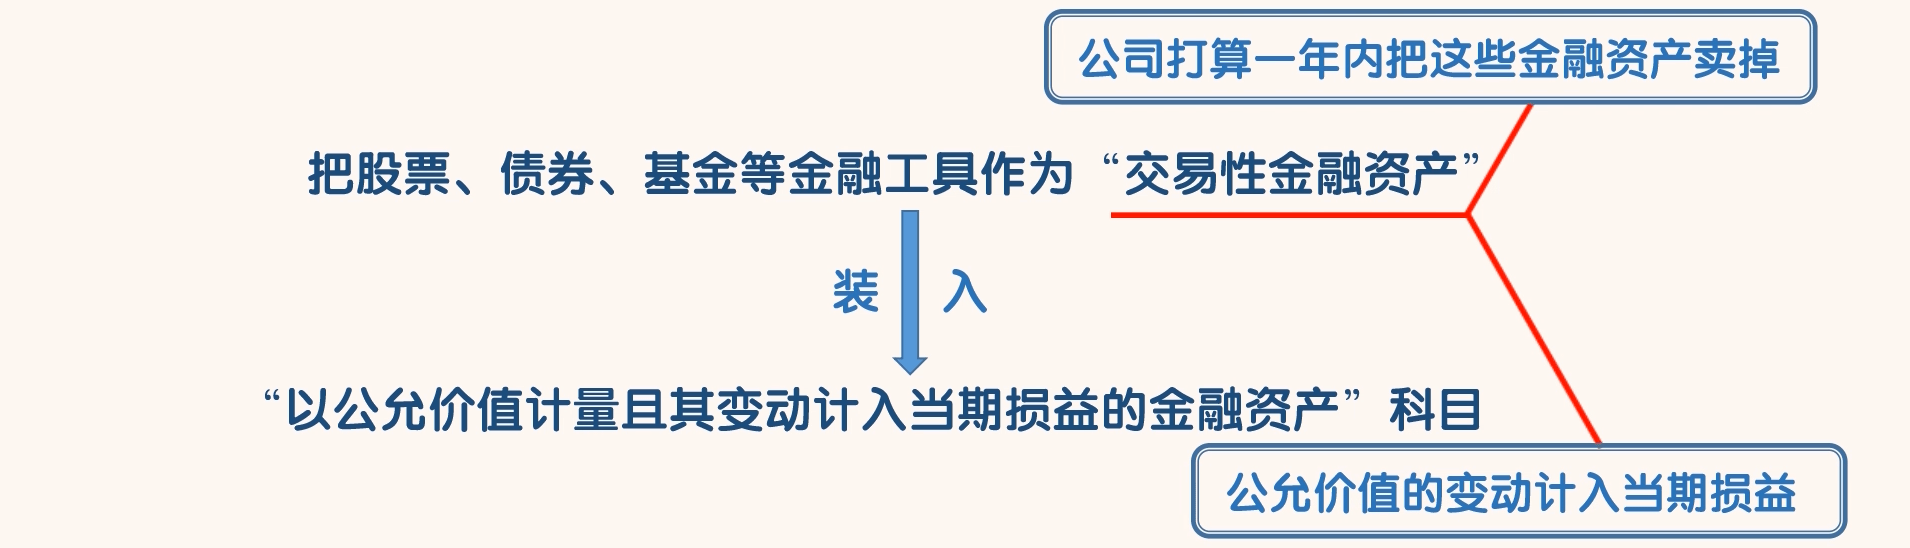 公司打算一年内把这些金融资产卖掉
把股票、债券、基金等金融工具作为“交易性金融资产”
装入
“以公允价值计量且其变动计入当期损益的金融资产”科目
公允价值的变动计入当期损益